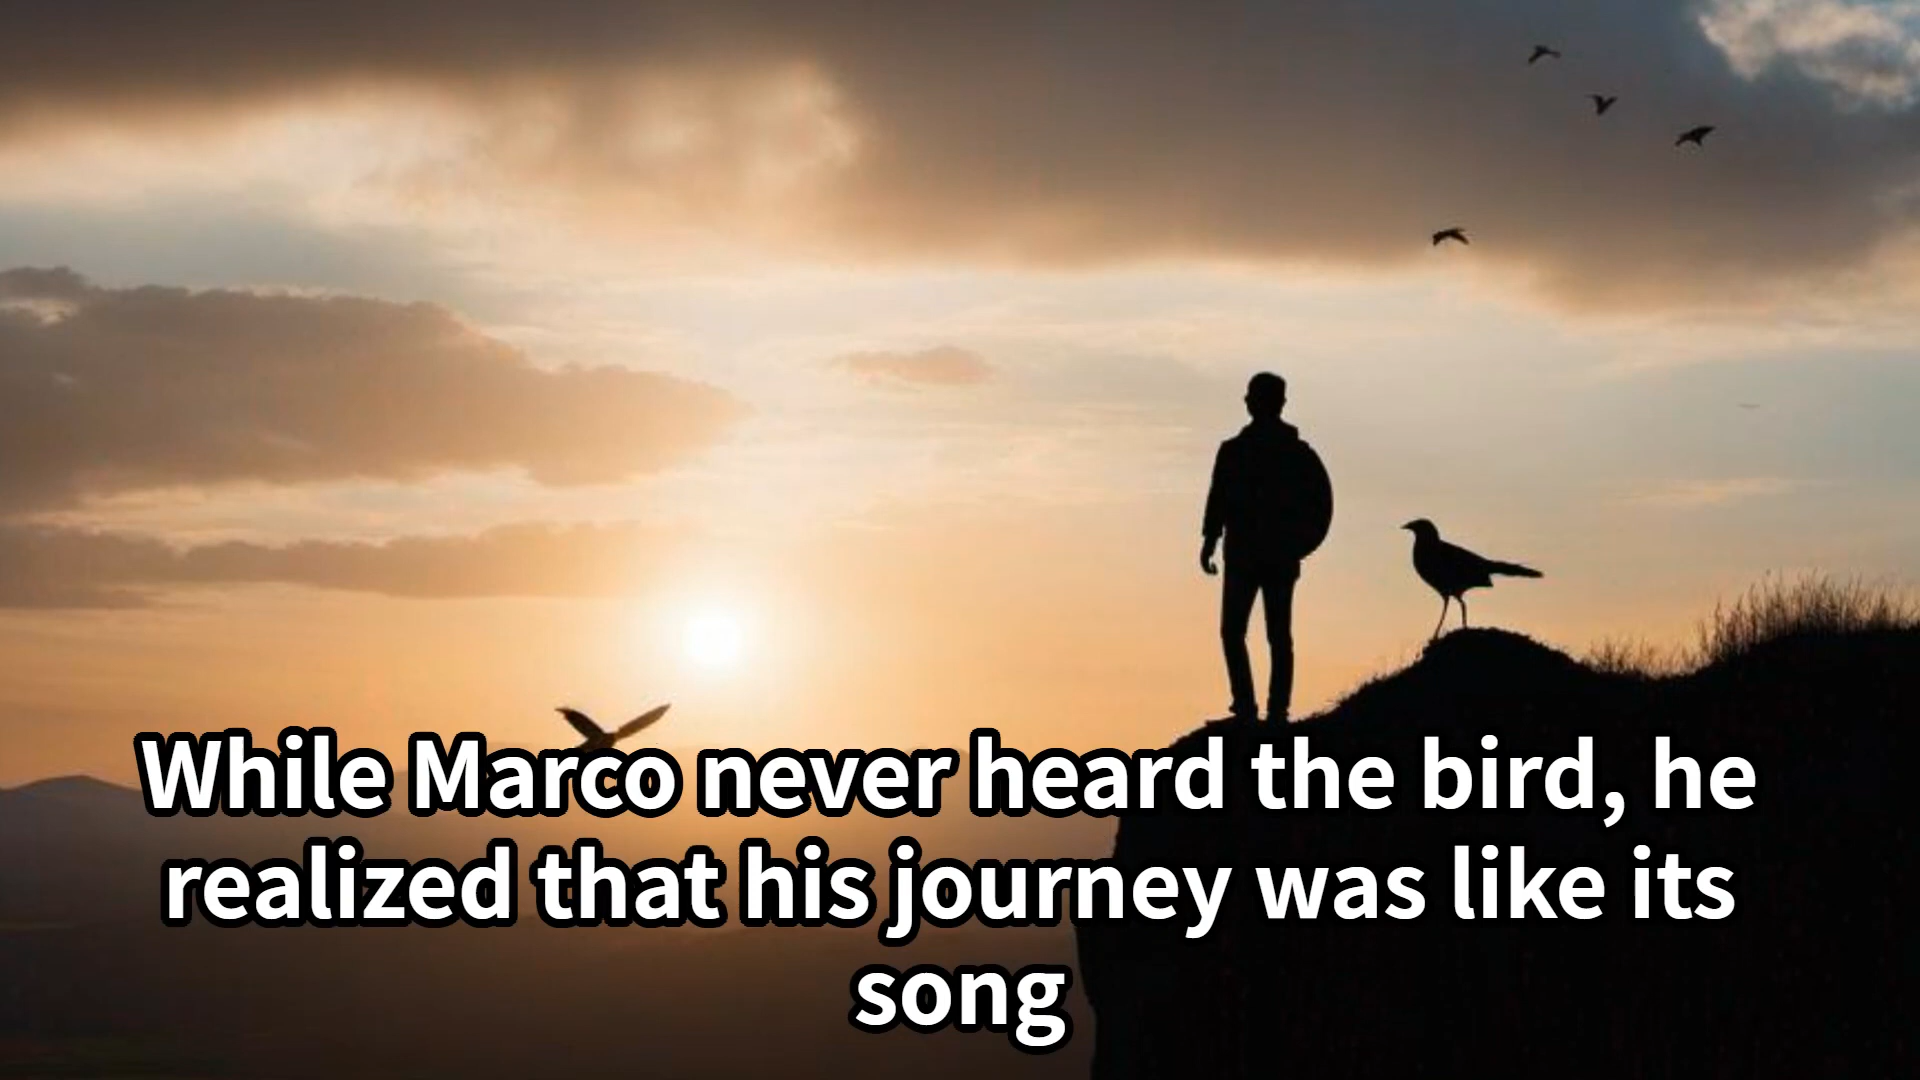 While Marco never heard the bird, he
realized that his journey was like its
song